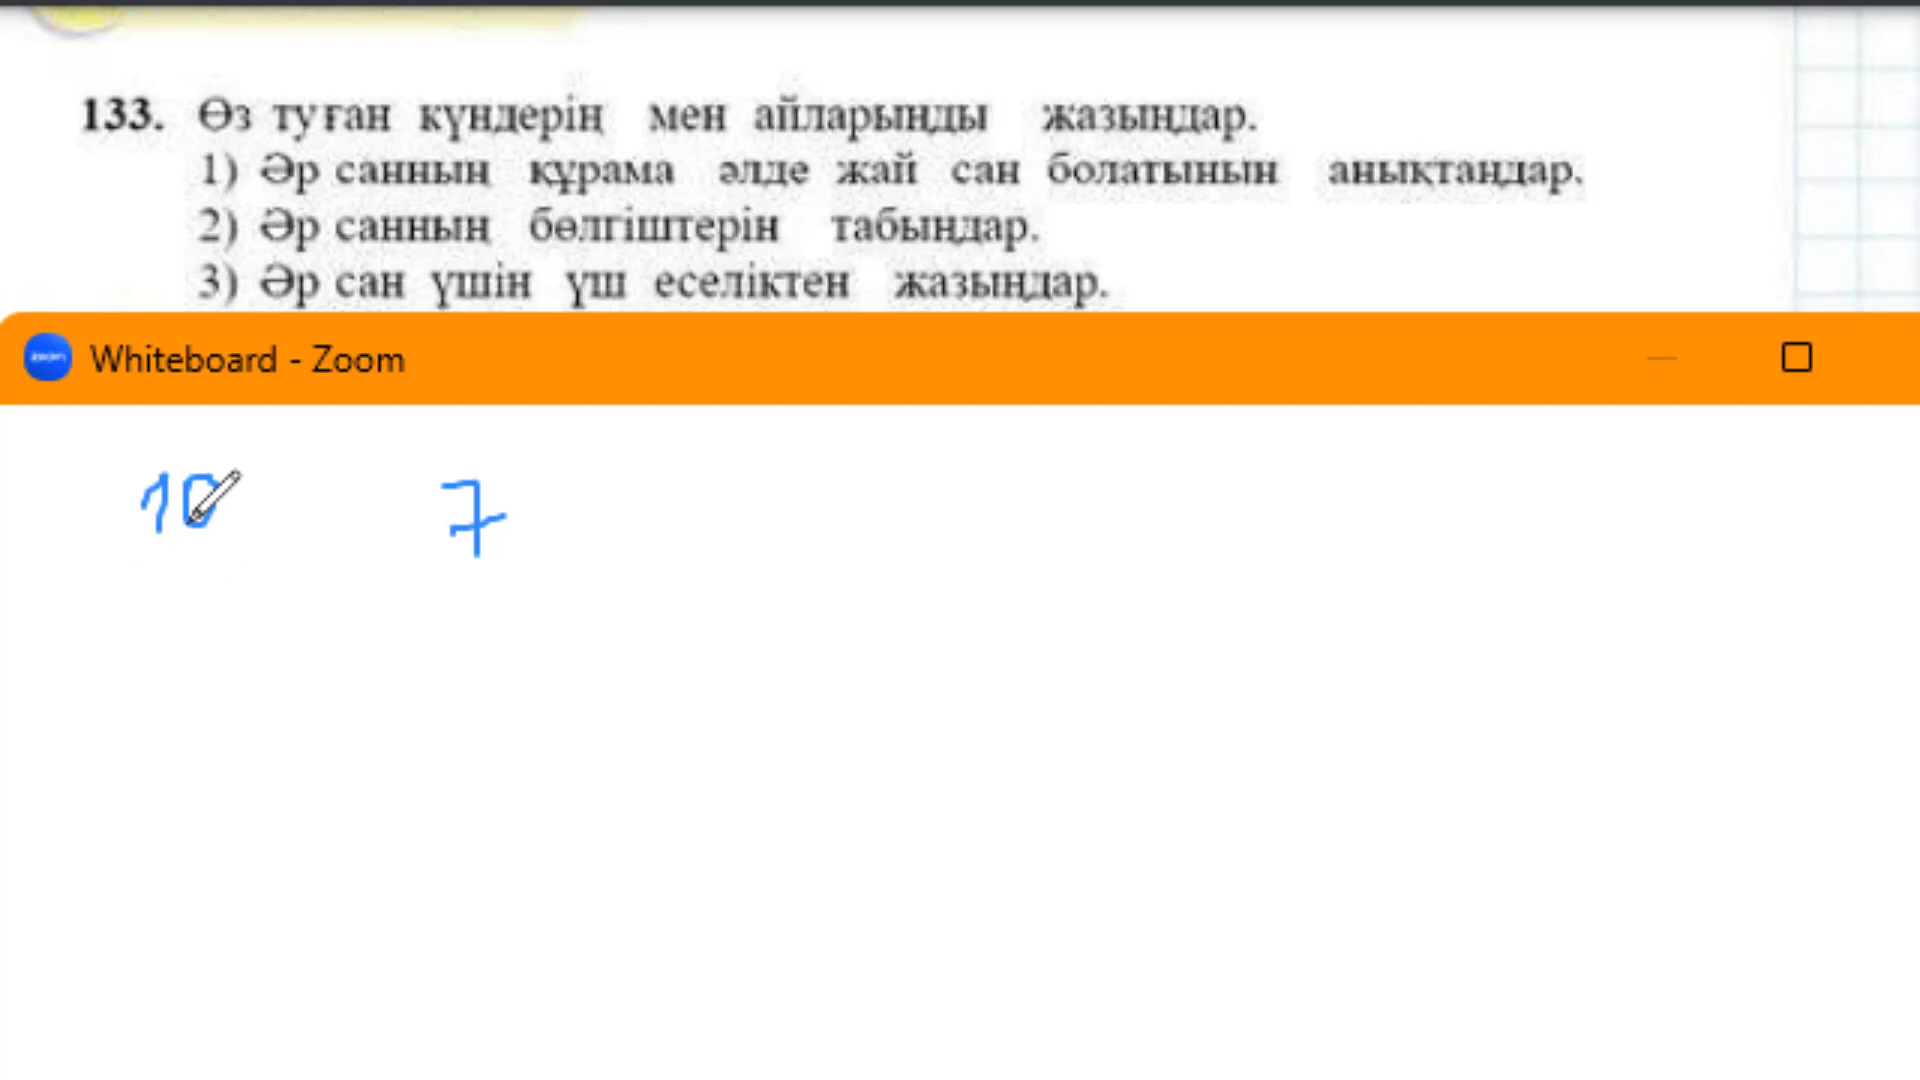 133. Өз туған күндерің мен айларыңды жазыңдар.
1) Әр санның құрама әлде жай сан болатынын анықтаңдар.
2) Әр санның бөлгіштерін табыңдар.
3) Әр сан үшін үш еселіктен жазыңдар.
zoom Whiteboard - Zoom
10 7